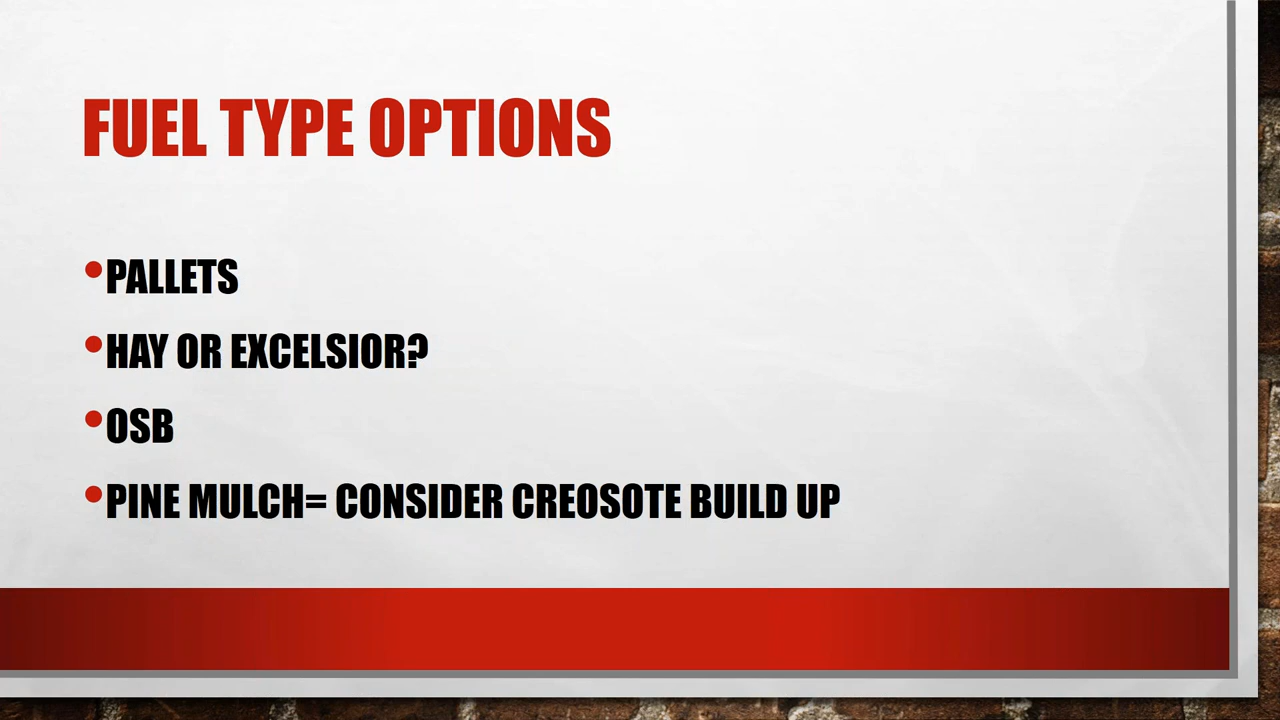 FUEL TYPE OPTIONS
•PALLETS
•HAY OR EXCELSIOR?
•OSB
•PINE MULCH= CONSIDER CREOSOTE BUILD UP